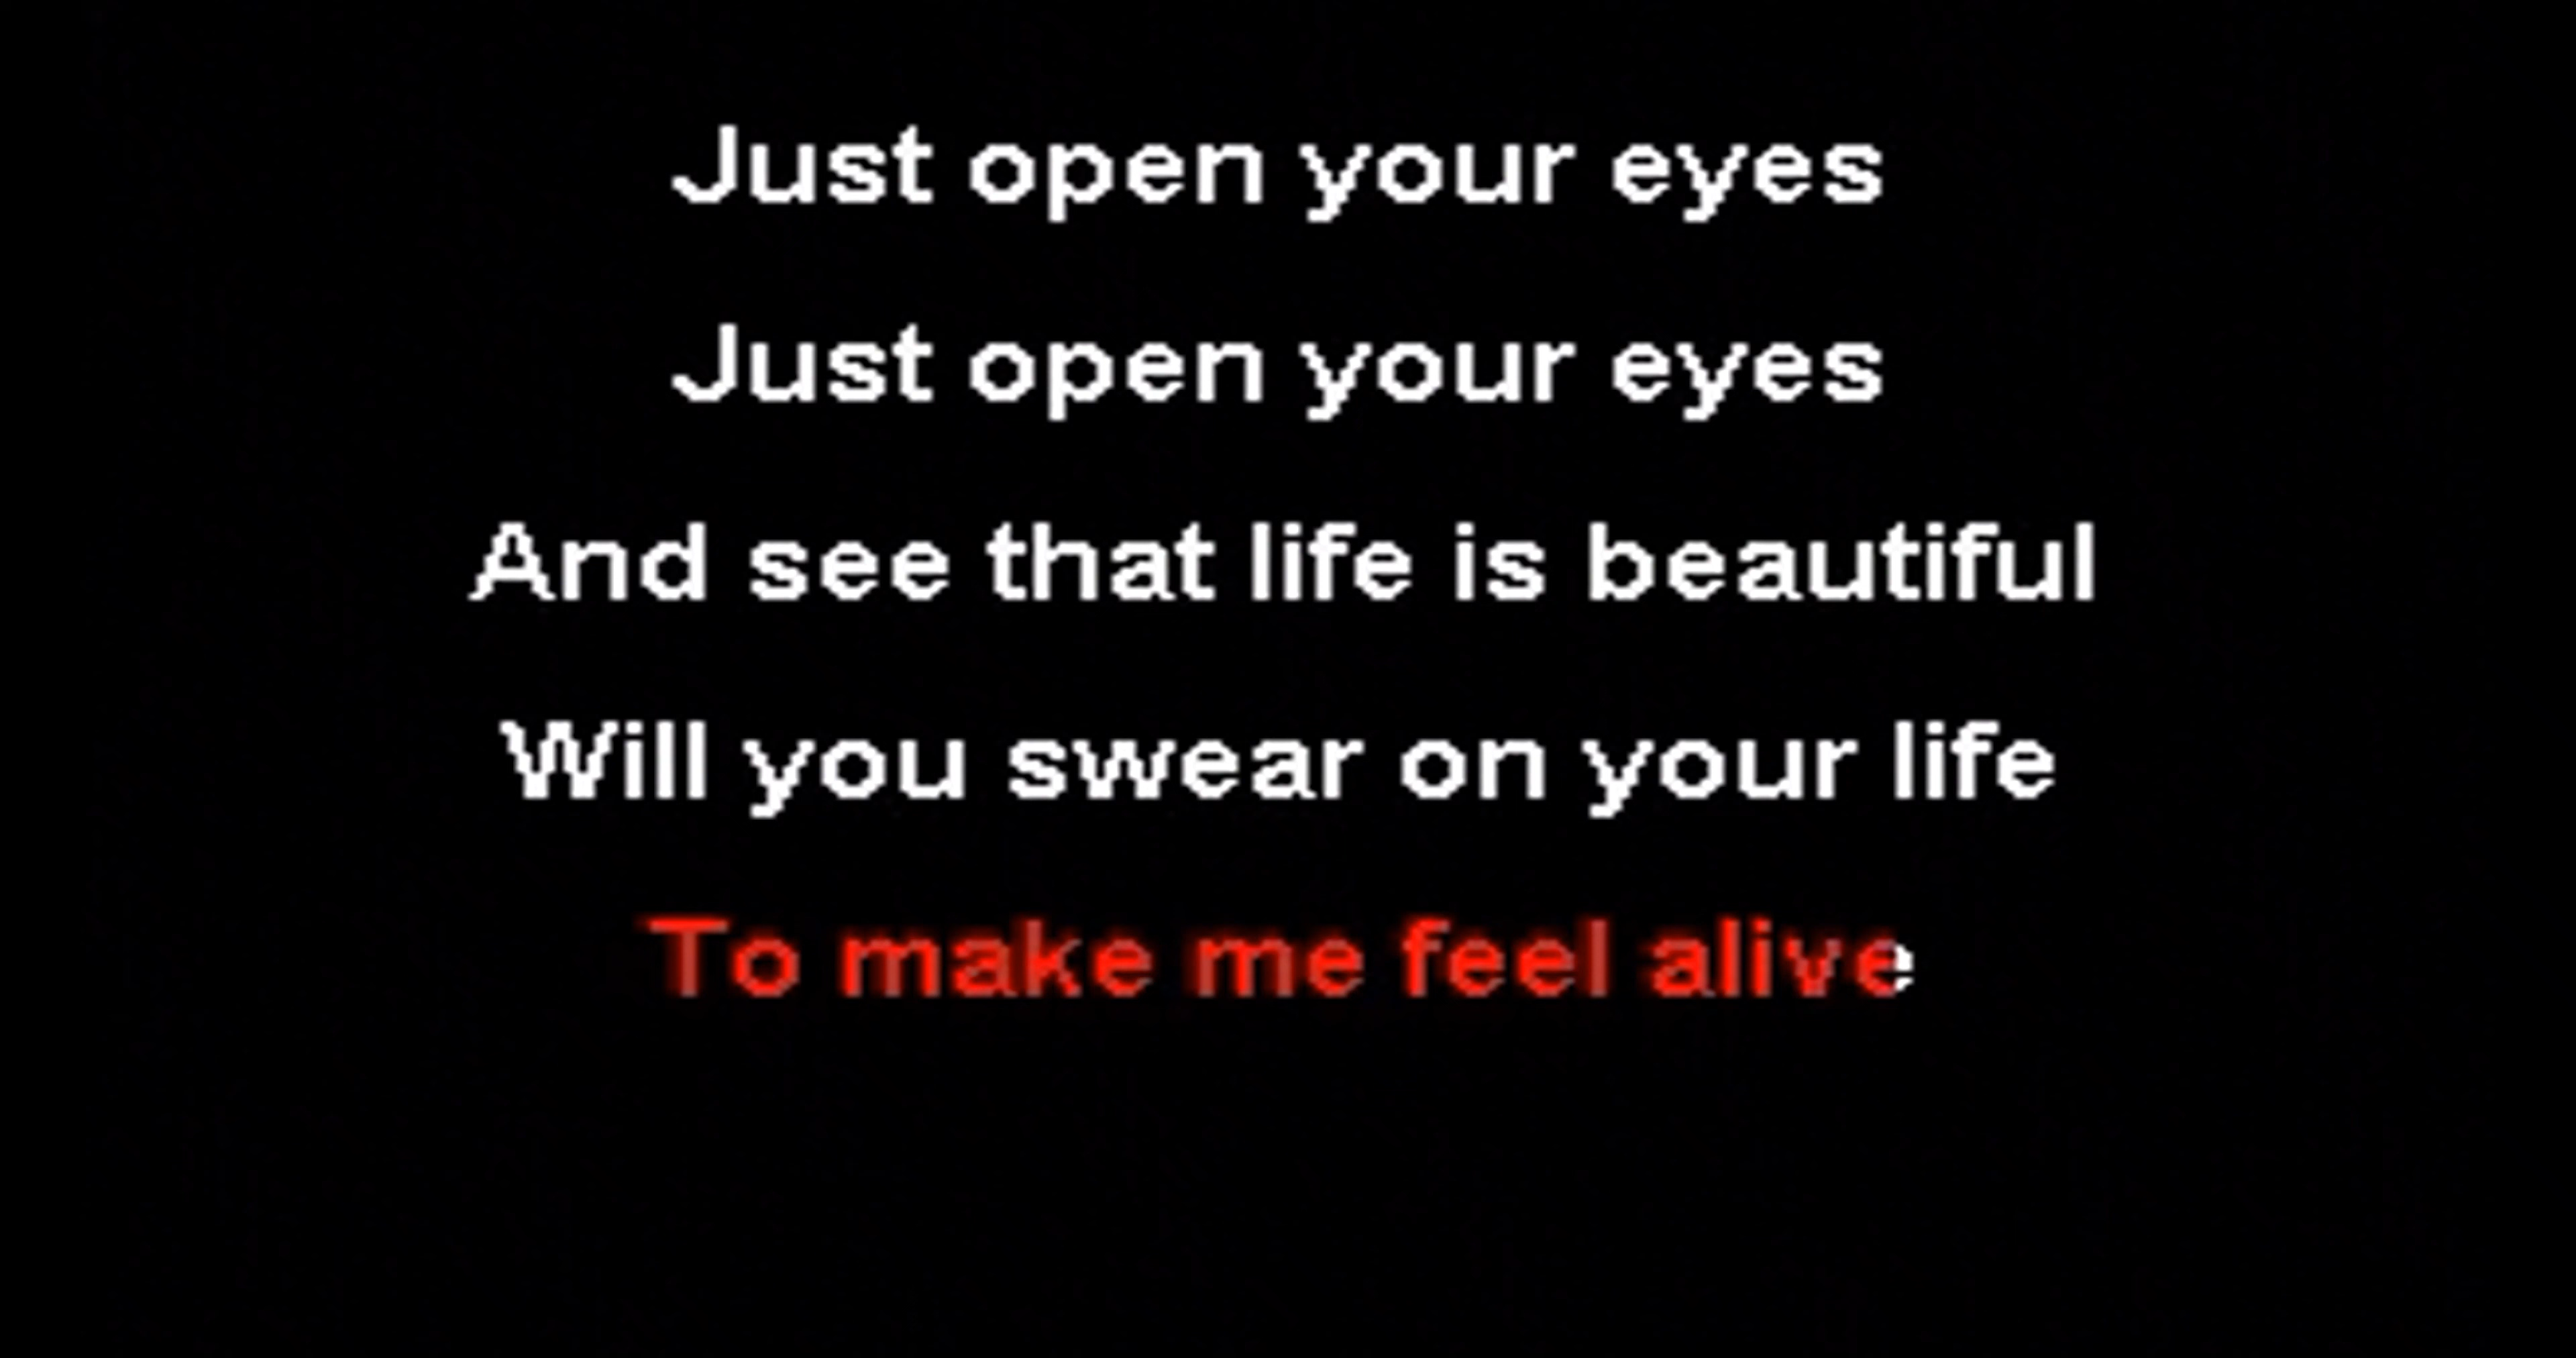 Just open your eyes
Just open your eyes
And see that life is beautiful
Will you swear on your life
To make me feel alive